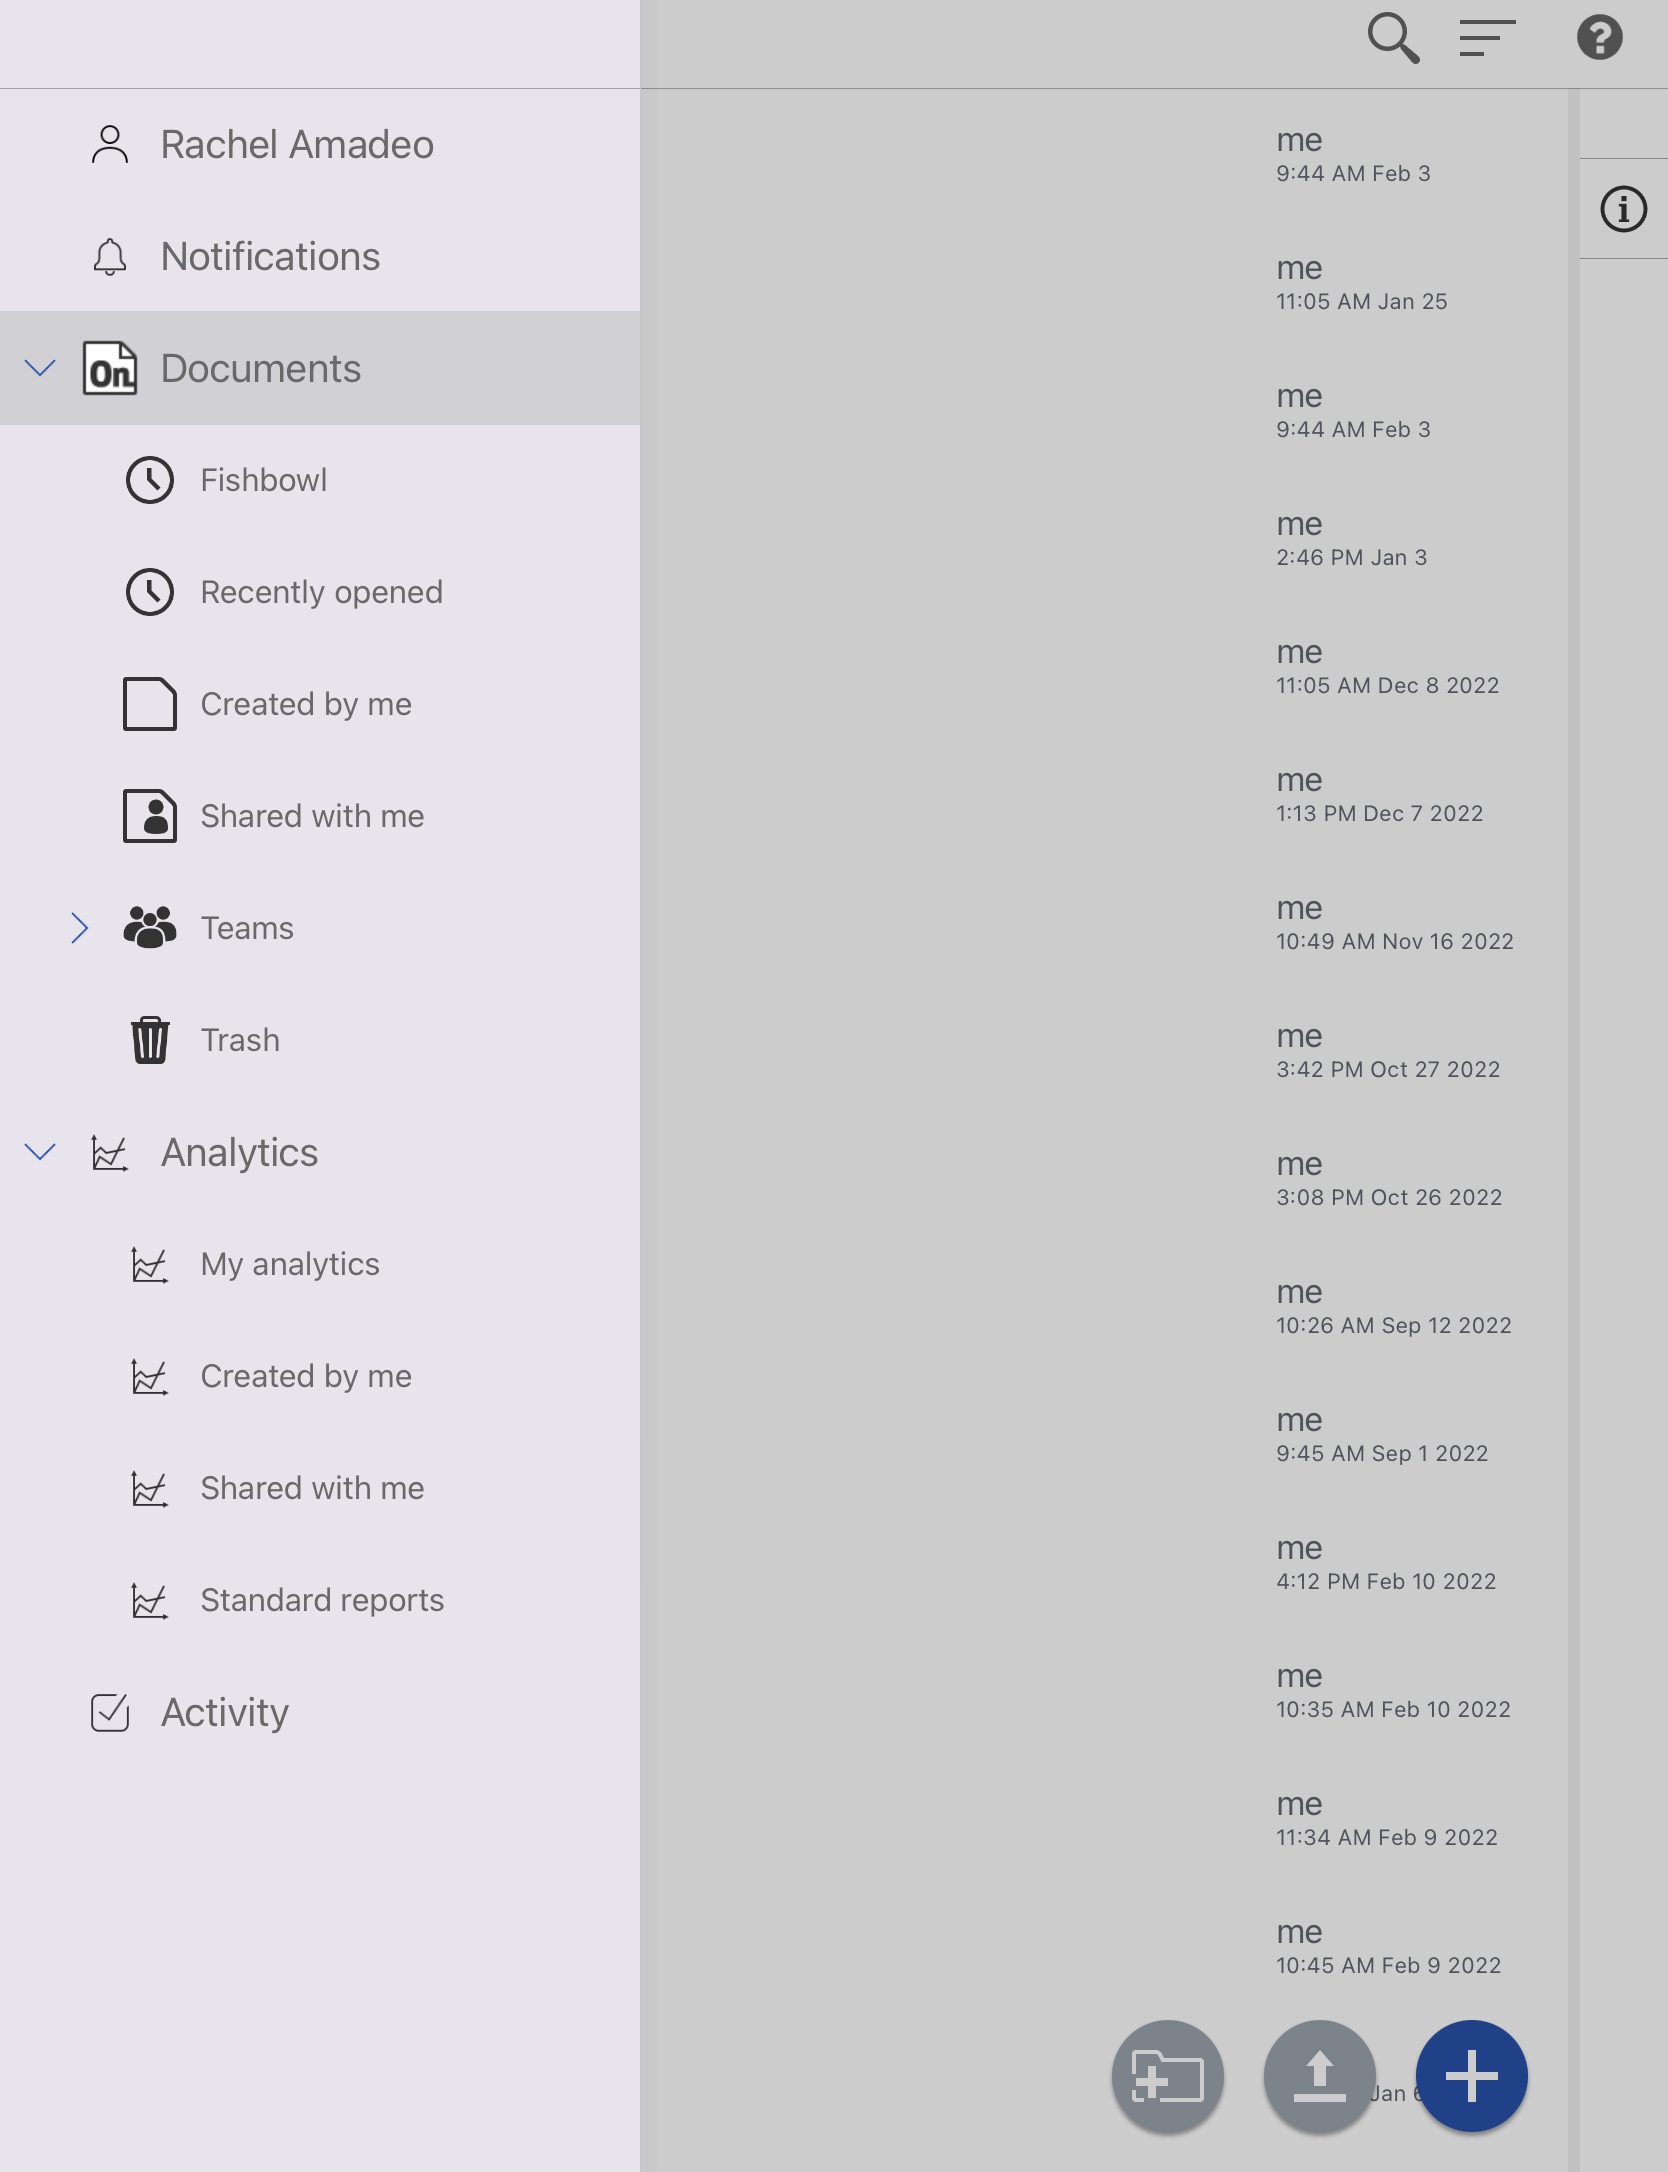 Rachel Amadeo
Notifications
On
Documents
Fishbowl
Recently opened
Created by me
Shared with me
Teams
Trash
Analytics
My analytics
Created by me
Shared with me
Standard reports
Activity
?
i
me
9:44 AM Feb 3
me
11:05 AM Jan 25
me
9:44 AM Feb 3
me
2:46 PM Jan 3
me
11:05 AM Dec 8 2022
me
1:13 PM Dec 7 2022
me
10:49 AM Nov 16 2022
me
3:42 PM Oct 27 2022
me
3:08 PM Oct 26 2022
me
10:26 AM Sep 12 2022
me
9:45 AM Sep 1 2022
me
4:12 PM Feb 10 2022
me
10:35 AM Feb 10 2022
me
11:34 AM Feb 9 2022
me
10:45 AM Feb 9 2022
Jan